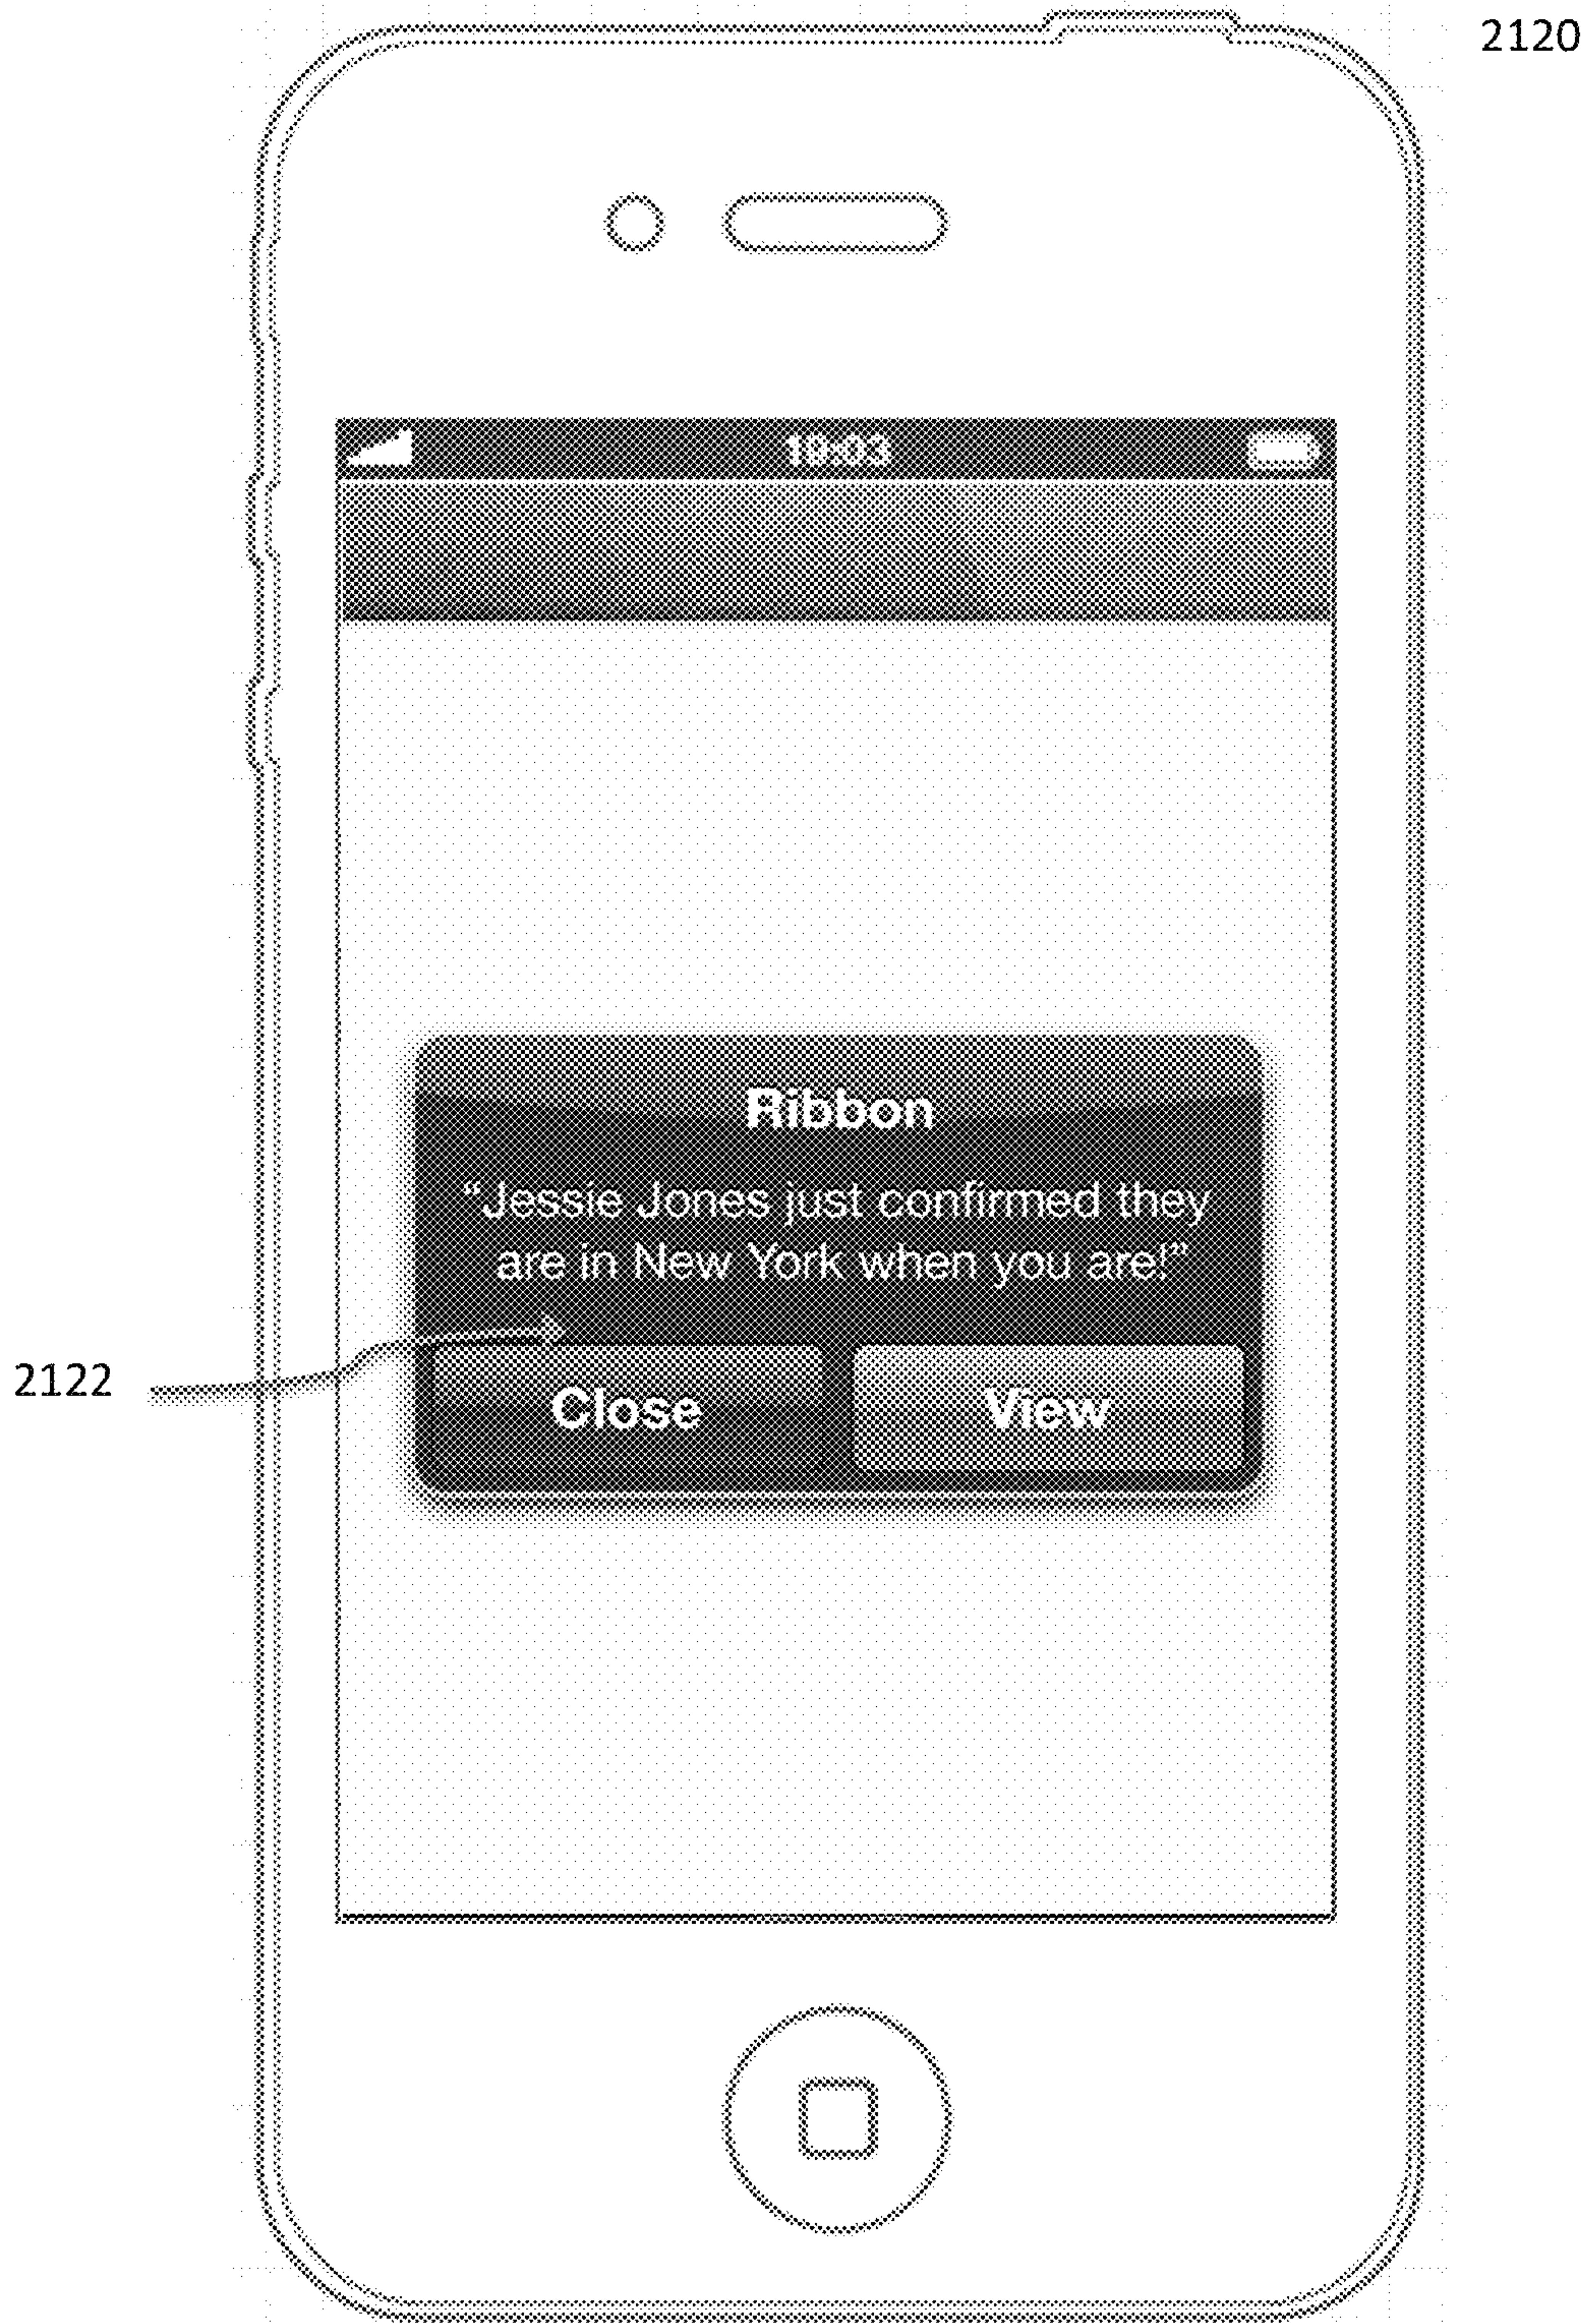 2120
19:03
Ribbon
“Jessie Jones just confirmed they
are in New York when you are!”
2122
Close
View